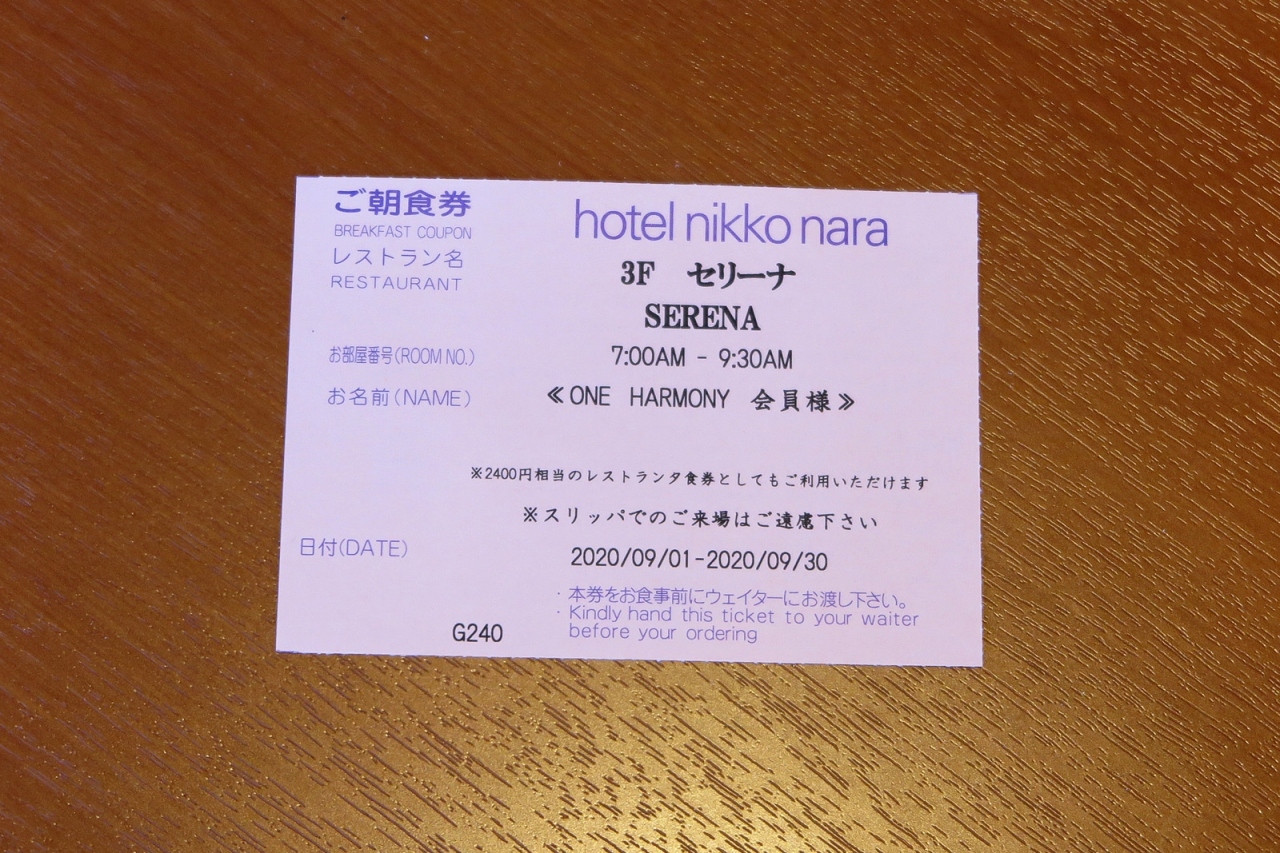 ご朝食券
BREAKFAST COUPON
hotel nikko nara
レストラン名
RESTAURANT
3F セリーナ
SERENA
お部屋番号(ROOM NO.)
7:00AM - 9:30AM
お名前(NAME)
≪ONE HARMONY 会員様≫
※2400円相当のレストラン夕食券としてもご利用いただけます
※スリッパでのご来場はご遠慮下さい
日付(DATE)
2020/09/01-2020/09/30
・本券をお食事前にウェイターにお渡し下さい。
・Kindly hand this ticket to your waiter
before your ordering
G240